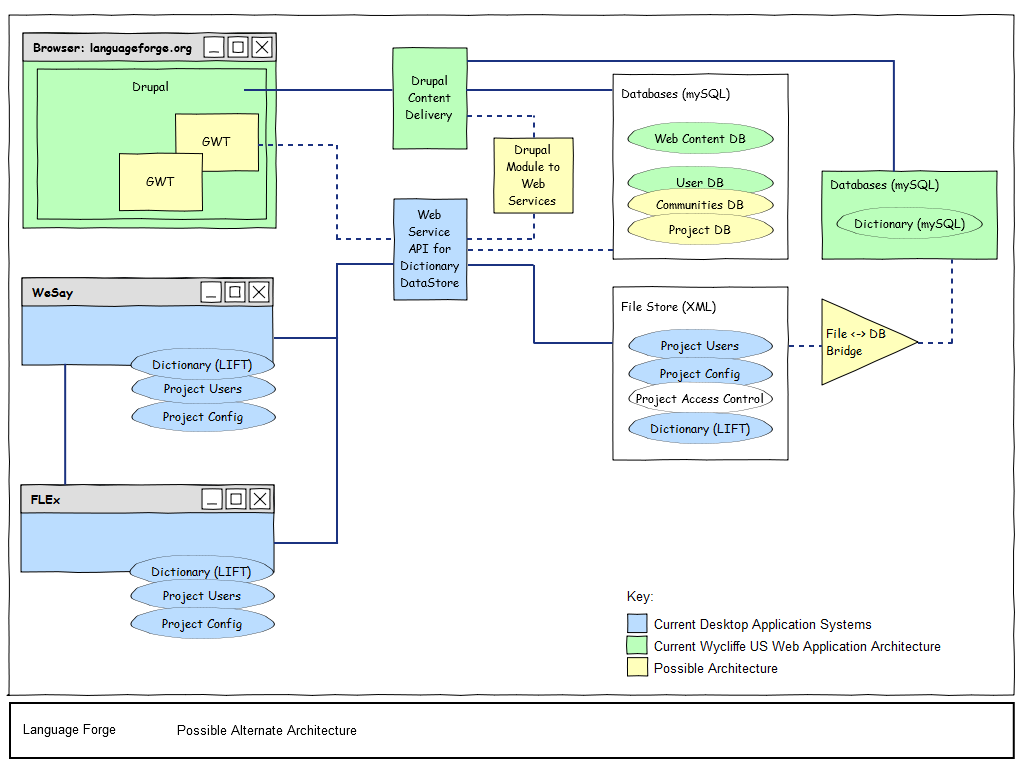 Browser: languageforge.org
Drupal
GWT
GWT
Drupal
Content
Delivery
Drupal
Module to
Web
Services
Web
Service
API for
Dictionary
DataStore
Databases (mySQL)
Web Content DB
User DB
Communities DB
Project DB
Databases (mySQL)
Dictionary (mySQL)
WeSay
Dictionary (LIFT)
Project Users
Project Config
File Store (XML)
Project Users
Project Config
Project Access Control
Dictionary (LIFT)
File <-> DB
Bridge
FLEx
Dictionary (LIFT)
Project Users
Project Config
Key:
Current Desktop Application Systems
Current Wycliffe US Web Application Architecture
Possible Architecture
Language Forge
Possible Alternate Architecture